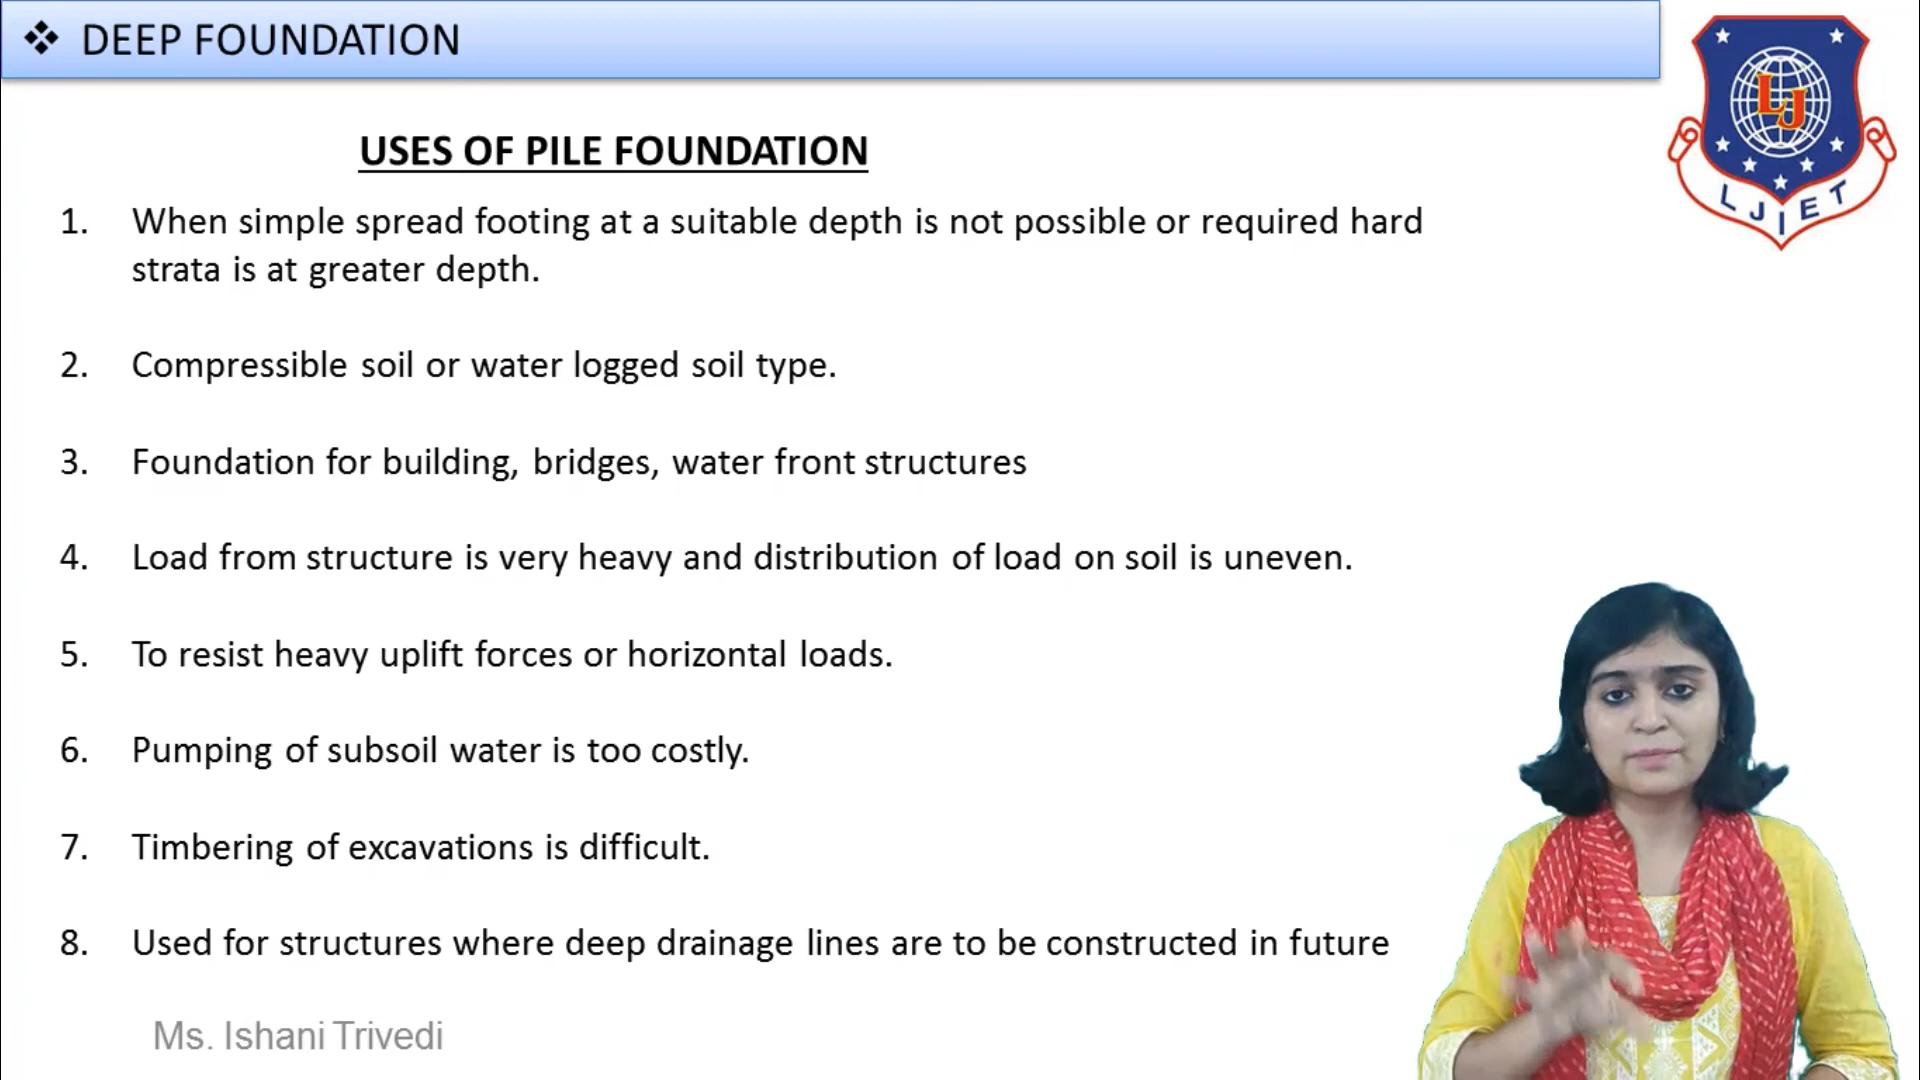 ❖ DEEP FOUNDATION
USES OF PILE FOUNDATION
1. When simple spread footing at a suitable depth is not possible or required hard
strata is at greater depth.
2. Compressible soil or water logged soil type.
3. Foundation for building, bridges, water front structures
4. Load from structure is very heavy and distribution of load on soil is uneven.
5. To resist heavy uplift forces or horizontal loads.
6. Pumping of subsoil water is too costly.
7. Timbering of excavations is difficult.
8. Used for structures where deep drainage lines are to be constructed in future
Ms. Ishani Trivedi
LJ
LJIET